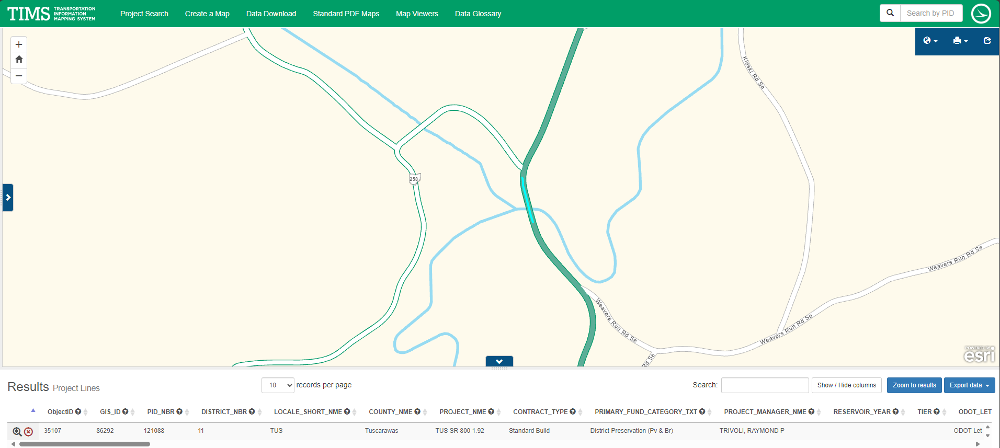 TIMS
TRANSPORTATION
INFORMATION
MAPPING SYSTEM
Project Search
Create a Map
Data Download
Standard PDF Maps
Map Viewers
Data Glossary
Search by PID
Kleski Rd Se
258
Weavers Run Rd Se
Weavers Run Rd Se
Weavers Run Rd Se
Rd Se
POWERED BY
esri
Results Project Lines
10 records per page
Search:
Show / Hide columns
Zoom to results
Export data
ObjectID GIS_ID PID_NBR DISTRICT_NBR LOCALE_SHORT_NME COUNTY_NME PROJECT_NME CONTRACT_TYPE PRIMARY_FUND_CATEGORY_TXT PROJECT_MANAGER_NME RESERVOIR_YEAR TIER ODOT_LET
35107 86292 121088 11 TUS Tuscarawas TUS SR 800 1.92 Standard Build District Preservation (Pv & Br) TRIVOLI, RAYMOND P ODOT Let